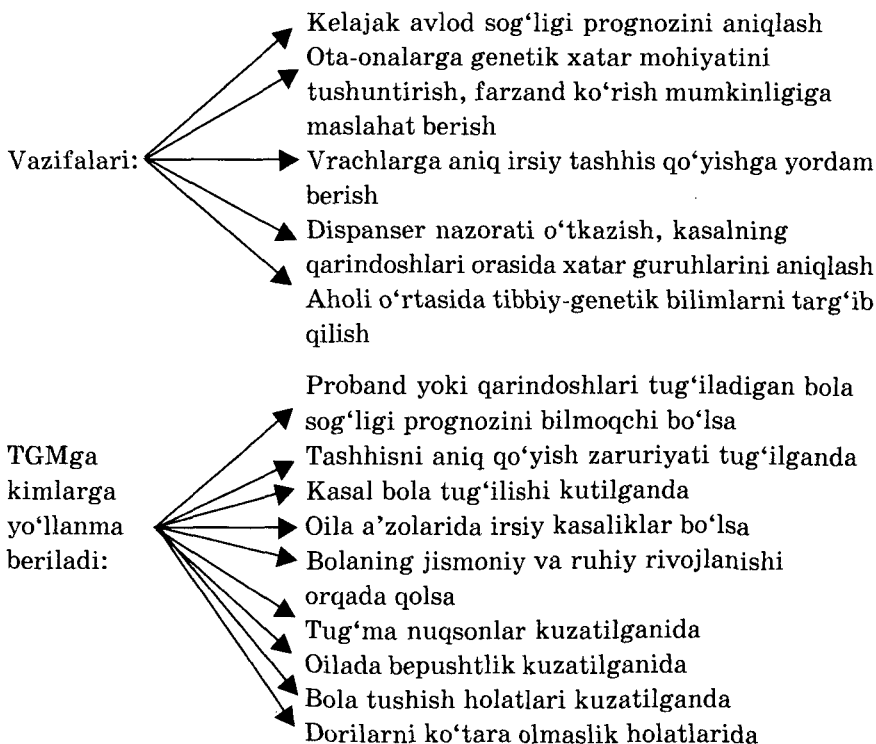 Kelajak avlod sog‘ligi prognozini aniqlash
Ota-onalarga genetik xatar mohiyatini
tushuntirish, farzand ko‘rish mumkinligiga
maslahat berish
Vazifalari:
Vrachlarga aniq irsiy tashhis qo‘yishga yordam
berish
Dispanser nazorati o‘tkazish, kasalning
qarindoshlari orasida xatar guruhlarini aniqlash
Aholi o‘rtasida tibbiy-genetik bilimlarni targ‘ib
qilish
Proband yoki qarindoshlari tug‘iladigan bola
sog‘ligi prognozini bilmoqchi bo‘lsa
TGMga
kimlarga
yo‘llanma
beriladi:
Tashhisni aniq qo‘yish zaruriyati tug‘ilganda
Kasal bola tug‘ilishi kutilganda
Oila a’zolarida irsiy kasaliklar bo‘lsa
Bolaning jismoniy va ruhiy rivojlanishi
orqada qolsa
Tug‘ma nuqsonlar kuzatilganida
Oilada bepushtlik kuzatilganida
Bola tushish holatlari kuzatilganda
Dorilarni ko‘tara olmaslik holatlarida